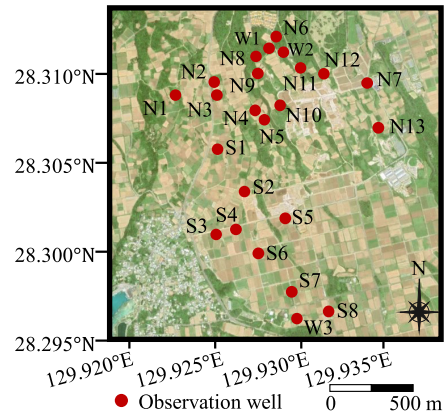 N6
W1
W2
N8
28.310°N
N2
N9
N11
N12
N7
N1
N3
N4
N5
N10
N13
28.305°N
S1
S2
S3
S4
S5
28.300°N
S6
N
S7
S8
W3
28.295°N
129.920°E
129.925°E
129.930°E
129.935°E
Observation well
0 500 m